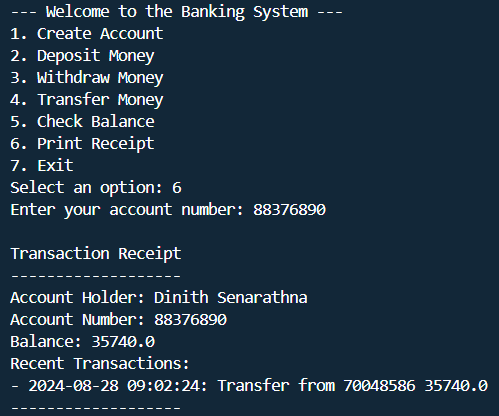 --- Welcome to the Banking System ---
1. Create Account
2. Deposit Money
3. Withdraw Money
4. Transfer Money
5. Check Balance
6. Print Receipt
7. Exit
Select an option: 6
Enter your account number: 88376890

Transaction Receipt
-------------------
Account Holder: Dinith Senarathna
Account Number: 88376890
Balance: 35740.0
Recent Transactions:
- 2024-08-28 09:02:24: Transfer from 70048586 35740.0
-------------------